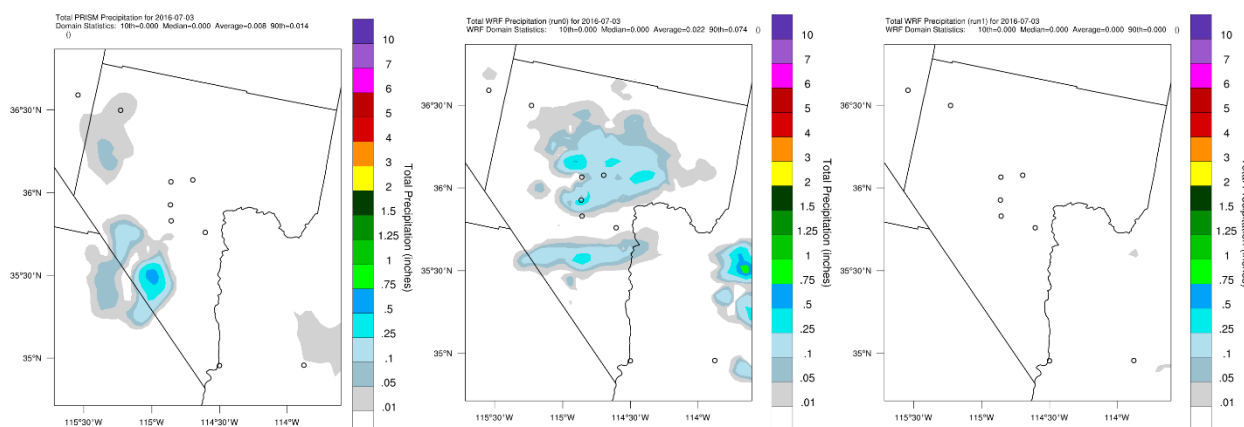 Total PRISM Precipitation for 2016-07-03
Domain Statistics: 10th=0.000 Median=0.000 Average=0.008 90th=0.014
()
36°30'N
36°N
35°30'N
35°N
115°30'W 115°W 114°30'W 114°W
10
7
6
5
4
3
2
1.5
1.25
1
.75
.5
.25
.1
.05
.01
Total Precipitation (inches)
Total WRF Precipitation (run0) for 2016-07-03
WRF Domain Statistics: 10th=0.000 Median=0.000 Average=0.022 90th=0.074 ()
36°30'N
36°N
35°30'N
35°N
115°30'W 115°W 114°30'W 114°W
10
7
6
5
4
3
2
1.5
1.25
1
.75
.5
.25
.1
.05
.01
Total Precipitation (inches)
Total WRF Precipitation (run1) for 2016-07-03
WRF Domain Statistics: 10th=0.000 Median=0.000 Average=0.000 90th=0.000 ()
36°30'N
36°N
35°30'N
35°N
115°30'W 115°W 114°30'W 114°W
10
7
6
5
4
3
2
1.5
1.25
1
.75
.5
.25
.1
.05
.01